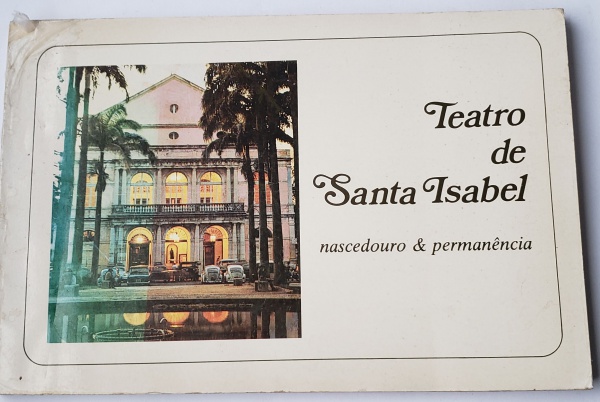 Teatro
de
Santa Isabel
nascedouro & permanência